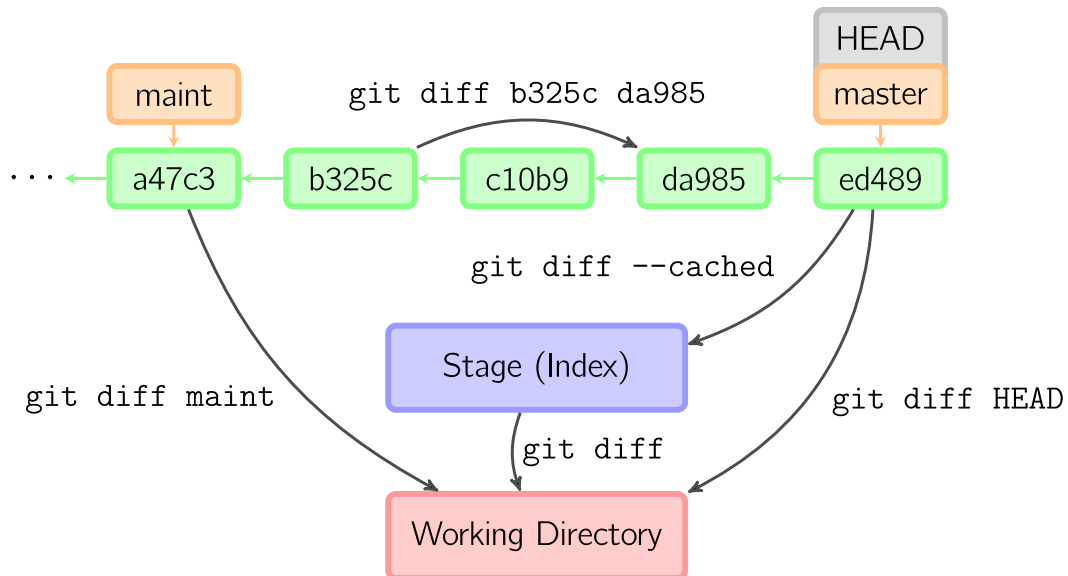 HEAD
maint
git diff b325c da985
master
...
a47c3
b325c
c10b9
da985
ed489
git diff --cached
Stage (Index)
git diff maint
git diff HEAD
git diff
Working Directory